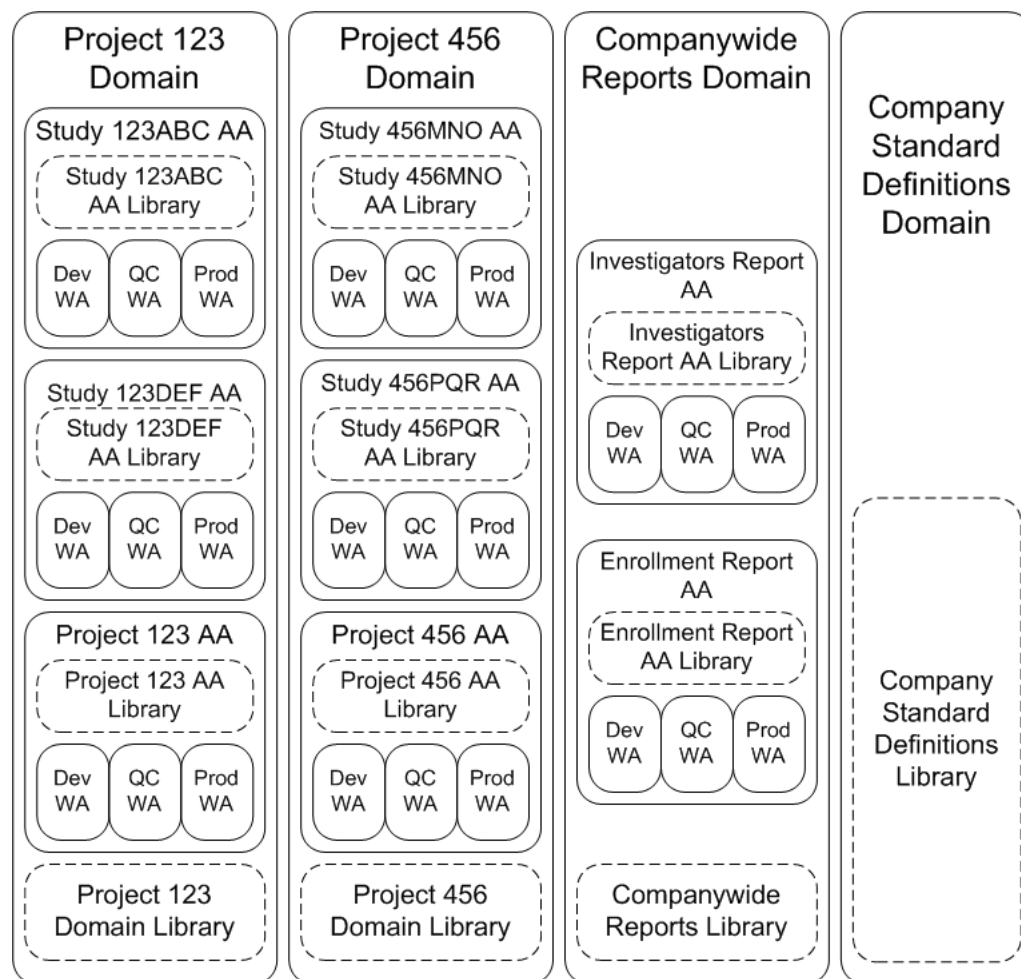 Project 123
Domain
Study 123ABC AA
Study 123ABC
AA Library
Dev
WA
QC
WA
Prod
WA
Study 123DEF AA
Study 123DEF
AA Library
Dev
WA
QC
WA
Prod
WA
Project 123 AA
Project 123 AA
Library
Dev
WA
QC
WA
Prod
WA
Project 123
Domain Library
Project 456
Domain
Study 456MNO AA
Study 456MNO
AA Library
Dev
WA
QC
WA
Prod
WA
Study 456PQR AA
Study 456PQR
AA Library
Dev
WA
QC
WA
Prod
WA
Project 456 AA
Project 456 AA
Library
Dev
WA
QC
WA
Prod
WA
Project 456
Domain Library
Companywide
Reports Domain
Investigators Report
AA
Investigators
Report AA Library
Dev
WA
QC
WA
Prod
WA
Enrollment Report
AA
Enrollment Report
AA Library
Dev
WA
QC
WA
Prod
WA
Companywide
Reports Library
Company
Standard
Definitions
Domain
Company
Standard
Definitions
Library